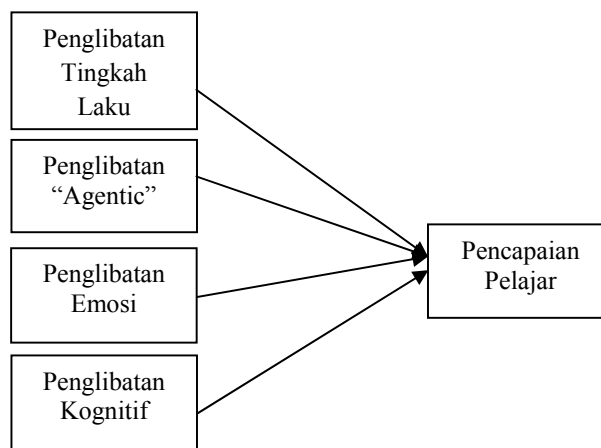 Penglibatan
Tingkah
Laku
Penglibatan
“Agentic”
Penglibatan
Emosi
Penglibatan
Kognitif
Pencapaian
Pelajar